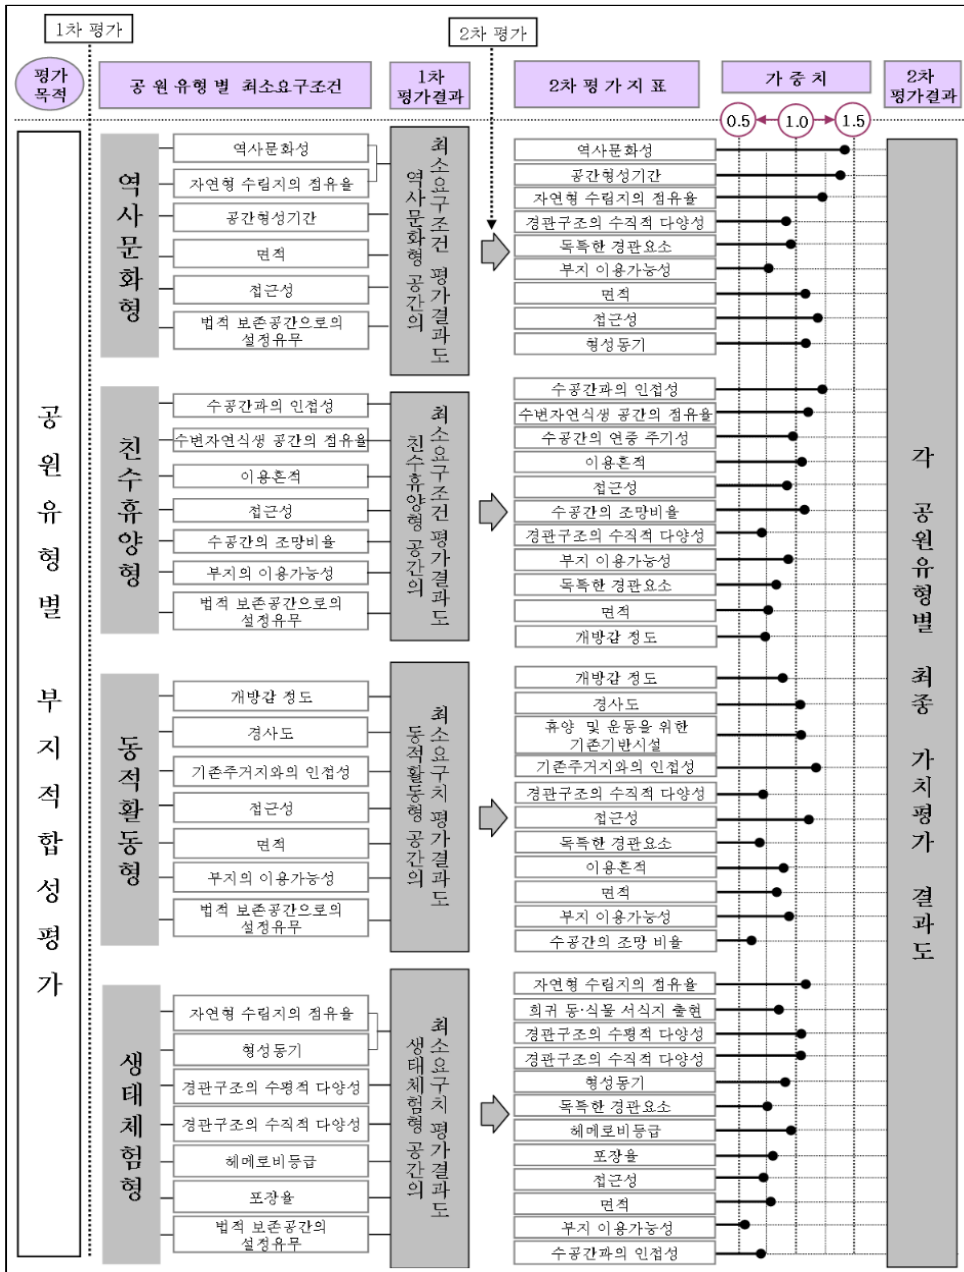 1차 평가
2차 평가
평가
목적
공 원 유 형 별 최소요구조건
1차
평가결과
2차 평 가 지 표
가 중 치
2차
평가결과
0.5
1.0
1.5
공원유형별 부지적합성평가
역사문화형
역사문화성
자연형 수림지의 점유율
공간형성기간
면적
접근성
법적 보존공간으로의
설정유무
역사문화형 공간의
최소요구조건 평가결과도
역사문화성
공간형성기간
자연형 수림지의 점유율
경관구조의 수직적 다양성
독특한 경관요소
부지 이용가능성
면적
접근성
형성동기
친수휴양형
수공간과의 인접성
수변자연식생 공간의 점유율
이용흔적
접근성
수공간의 조망비율
부지의 이용가능성
법적 보존공간으로의
설정유무
친수휴양형 공간의
최소요구조건 평가결과도
수공간과의 인접성
수변자연식생 공간의 점유율
수공간의 연중 주기성
이용흔적
접근성
수공간의 조망비율
경관구조의 수직적 다양성
부지 이용가능성
독특한 경관요소
면적
개방감 정도
동적활동형
개방감 정도
경사도
기존주거지와의 인접성
접근성
면적
부지의 이용가능성
법적 보존공간으로의
설정유무
동적활동형 공간의
최소요구치 평가결과도
개방감 정도
경사도
휴양 및 운동을 위한
기존기반시설
기존주거지와의 인접성
경관구조의 수직적 다양성
접근성
독특한 경관요소
이용흔적
면적
부지 이용가능성
수공간의 조망 비율
생태체험형
자연형 수림지의 점유율
형성동기
경관구조의 수평적 다양성
경관구조의 수직적 다양성
헤메로비등급
포장율
법적 보존공간의
설정유무
생태체험형 공간의
최소요구치 평가결과도
자연형 수림지의 점유율
희귀 동·식물 서식지 출현
경관구조의 수평적 다양성
경관구조의 수직적 다양성
형성동기
독특한 경관요소
헤메로비등급
포장율
접근성
면적
부지 이용가능성
수공간과의 인접성
각 공원유형별 최종 가치평가 결과도